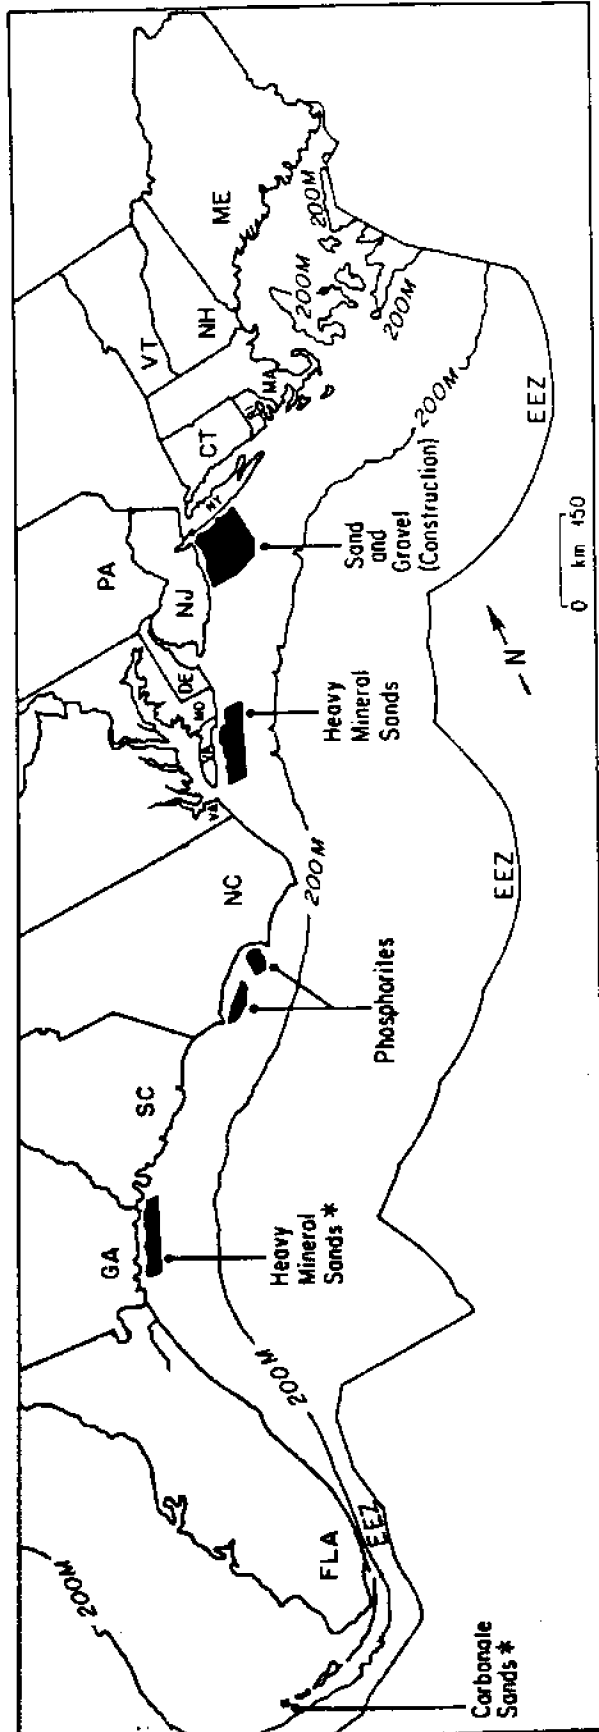 ME
VT
NH
MA
CT
NY
PA
NJ
DE
MD
VA
VA
NC
SC
GA
FLA
200M
200M
200M
200M
200M
200M
200M
EEZ
EEZ
EEZ
Sand
and
Gravel
(Construction)
Heavy
Mineral
Sands
Phosphorites
Heavy
Mineral
Sands *
Carbonate
Sands *
N
0 km 150